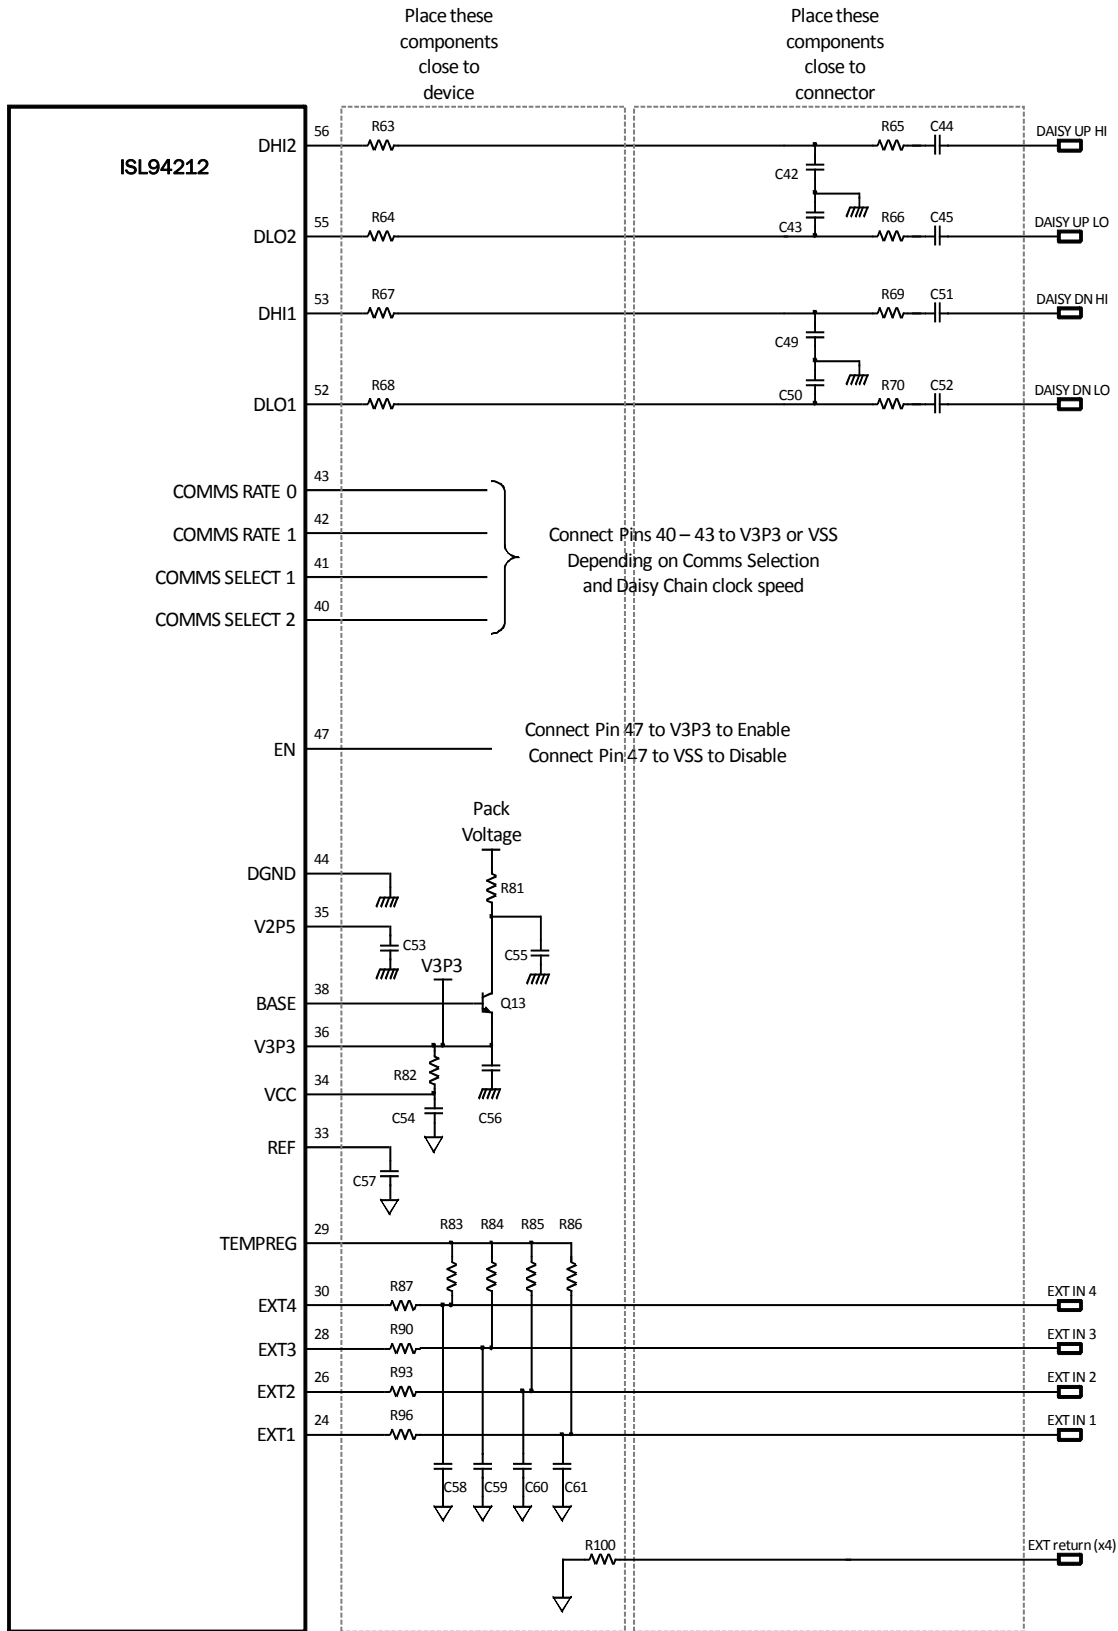 Place these
components
close to
device
Place these
components
close to
connector
ISL94212
DHI2
56
R63
R65
C44
DAISY UP HI
C42
DLO2
55
R64
C43
R66
C45
DAISY UP LO
DHI1
53
R67
R69
C51
DAISY DN HI
C49
DLO1
52
R68
C50
R70
C52
DAISY DN LO
COMMS RATE 0
43
COMMS RATE 1
42
COMMS SELECT 1
41
COMMS SELECT 2
40
Connect Pins 40 – 43 to V3P3 or VSS
Depending on Comms Selection
and Daisy Chain clock speed
EN
47
Connect Pin 47 to V3P3 to Enable
Connect Pin 47 to VSS to Disable
Pack
Voltage
DGND
44
R81
V2P5
35
C53
C55
V3P3
BASE
38
Q13
V3P3
36
R82
VCC
34
C54
C56
REF
33
C57
TEMPREG
29
R83
R84
R85
R86
EXT4
30
R87
EXT IN 4
EXT3
28
R90
EXT IN 3
EXT2
26
R93
EXT IN 2
EXT1
24
R96
EXT IN 1
C58
C59
C60
C61
R100
EXT return (x4)